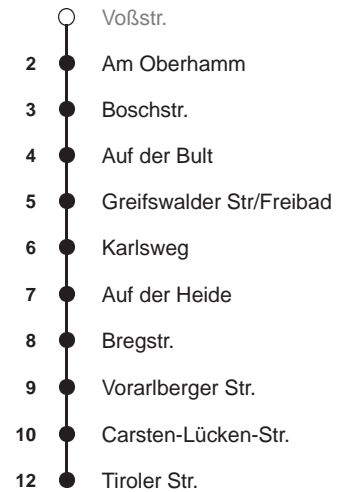 Voßstr.
2 Am Oberhamm
3 Boschstr.
4 Auf der Bult
5 Greifswalder Str/Freibad
6 Karlsweg
7 Auf der Heide
8 Bregstr.
9 Vorarlberger Str.
10 Carsten-Lücken-Str.
12 Tiroler Str.